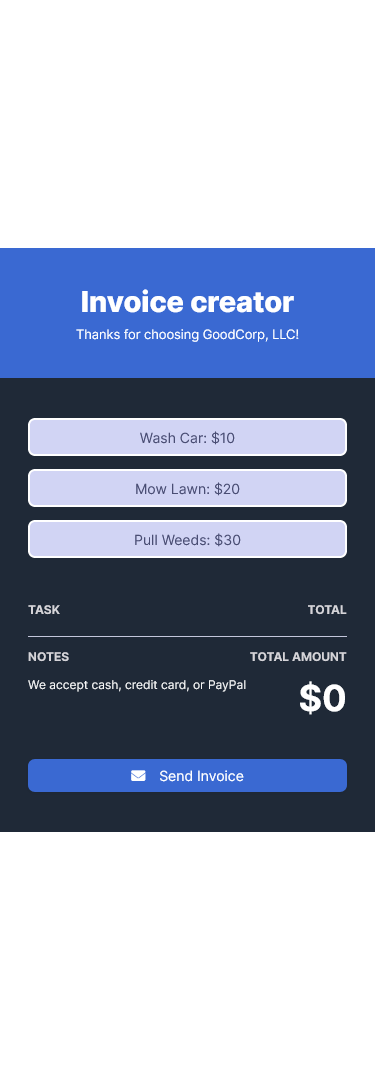 Invoice creator
Thanks for choosing GoodCorp, LLC!
Wash Car: $10
Mow Lawn: $20
Pull Weeds: $30
TASK TOTAL
NOTES TOTAL AMOUNT
We accept cash, credit card, or PayPal $0
Send Invoice